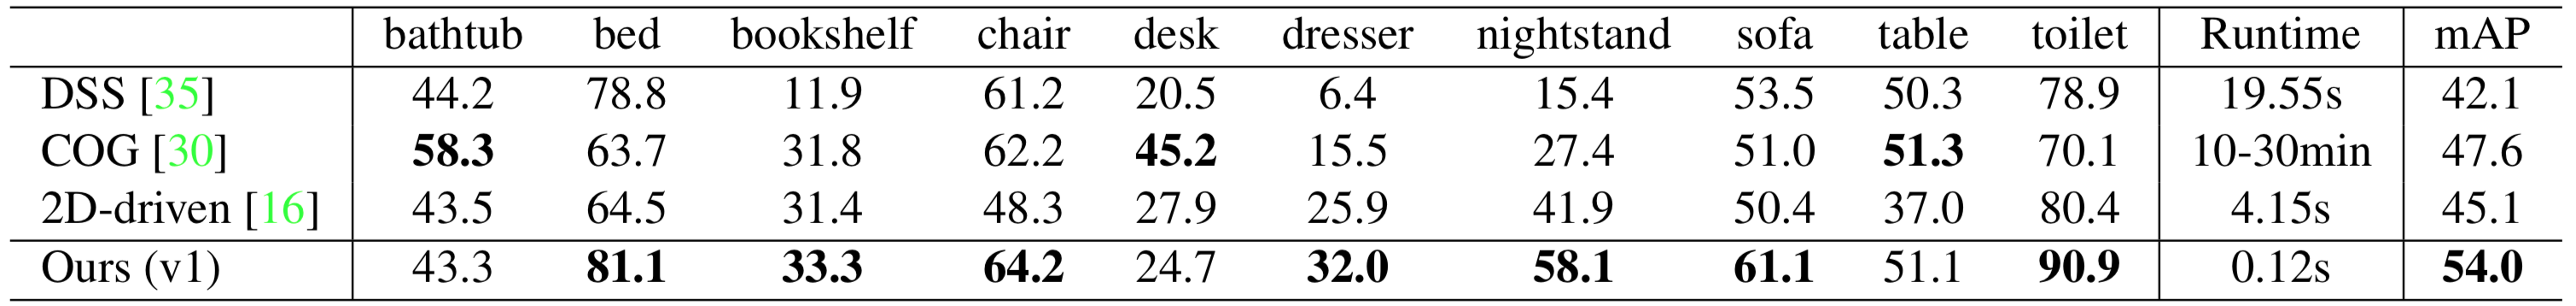 bathtub bed bookshelf chair desk dresser nightstand sofa table toilet Runtime mAP
DSS [35] 44.2 78.8 11.9 61.2 20.5 6.4 15.4 53.5 50.3 78.9 19.55s 42.1
COG [30] 58.3 63.7 31.8 62.2 45.2 15.5 27.4 51.0 51.3 70.1 10-30min 47.6
2D-driven [16] 43.5 64.5 31.4 48.3 27.9 25.9 41.9 50.4 37.0 80.4 4.15s 45.1
Ours (v1) 43.3 81.1 33.3 64.2 24.7 32.0 58.1 61.1 51.1 90.9 0.12s 54.0